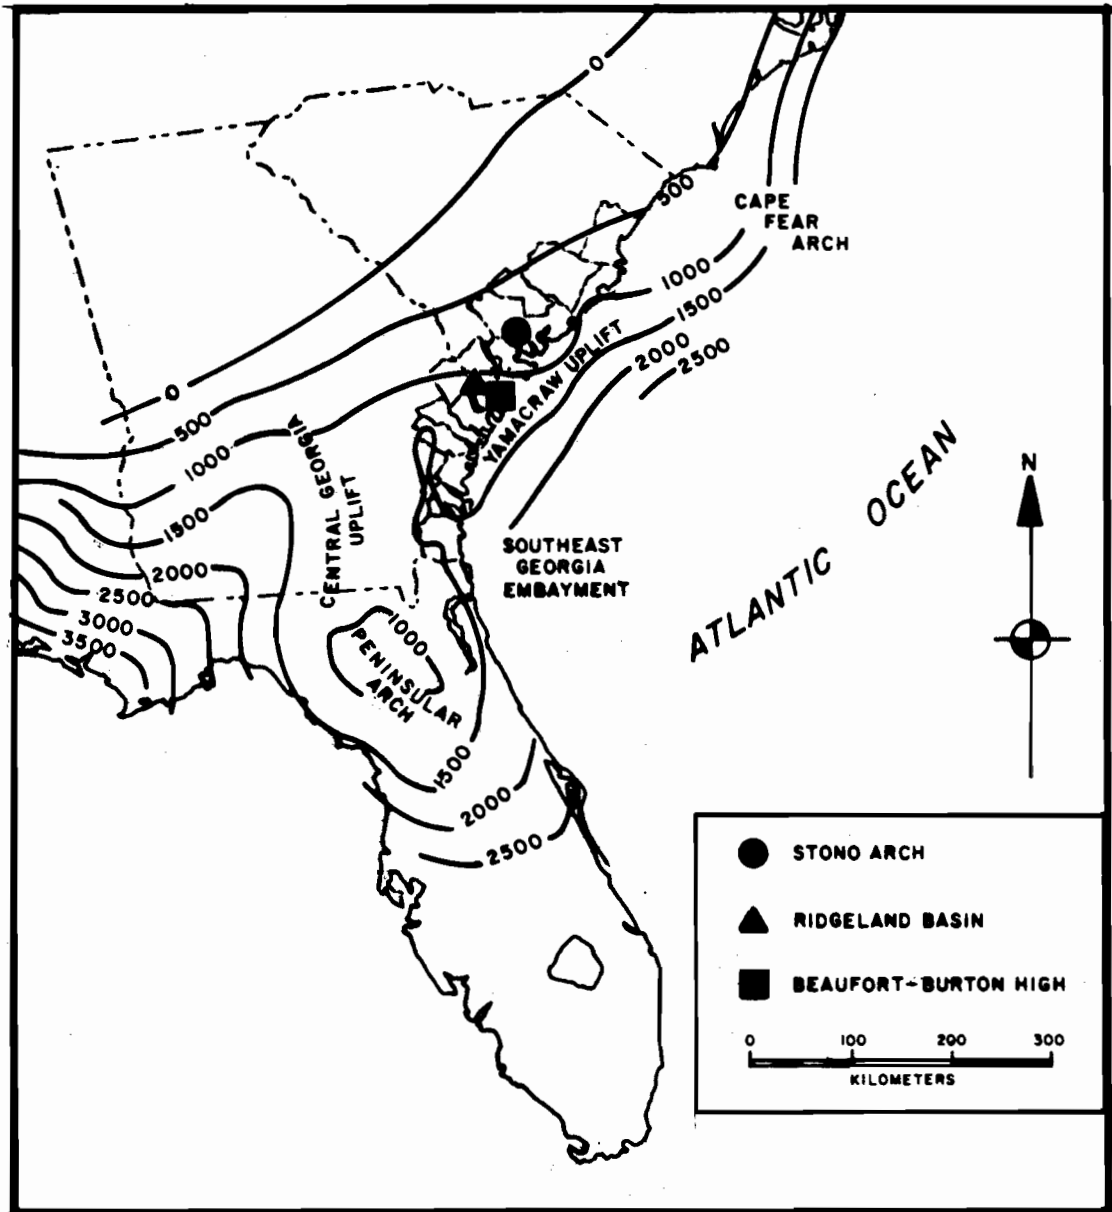 0
500
CAPE
FEAR
ARCH
1000
1500
2000
2500
YAMACRAW UPLIFT
0
500
1000
1500
2000
2500
3000
3500
CENTRAL GEORGIA
UPLIFT
SOUTHEAST
GEORGIA
EMBAYMENT
ATLANTIC OCEAN
N
1000
PENINSULAR
ARCH
1500
2000
2500
STONO ARCH
RIDGELAND BASIN
BEAUFORT-BURTON HIGH
0 100 200 300
KILOMETERS